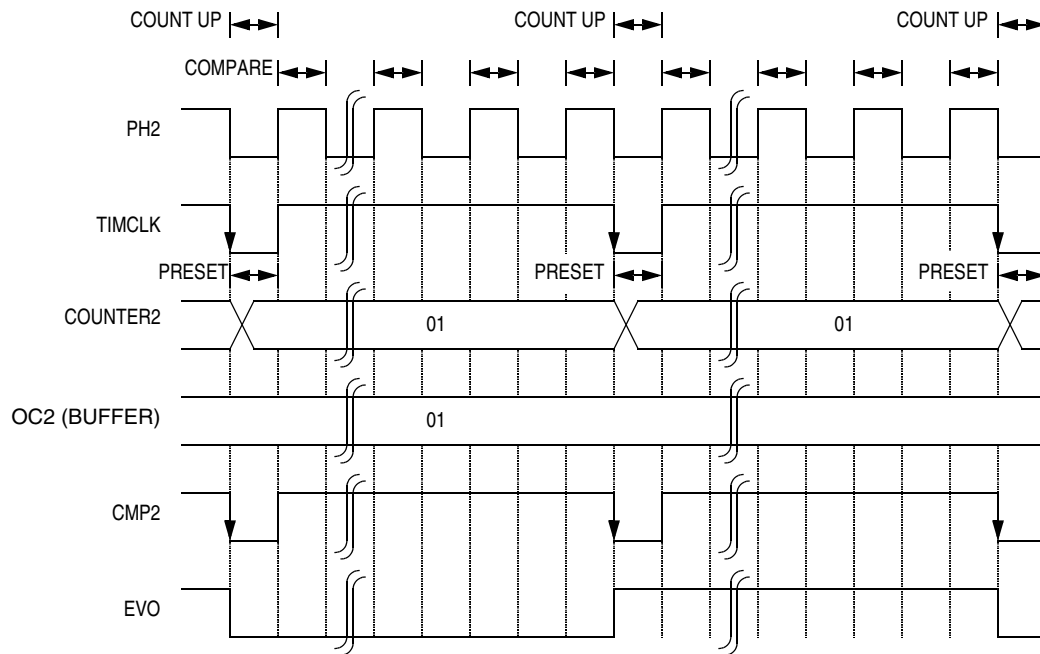 COUNT UP COUNT UP COUNT UP
COMPARE
PH2
TIMCLK
PRESET PRESET PRESET
COUNTER2 01 01
OC2 (BUFFER) 01
CMP2
EVO